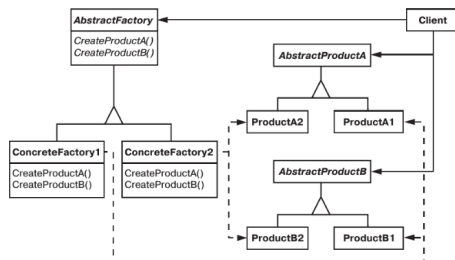 AbstractFactory
CreateProductA()
CreateProductB()
Client
AbstractProductA
ProductA2
ProductA1
ConcreteFactory1
CreateProductA()
CreateProductB()
ConcreteFactory2
CreateProductA()
CreateProductB()
AbstractProductB
ProductB2
ProductB1